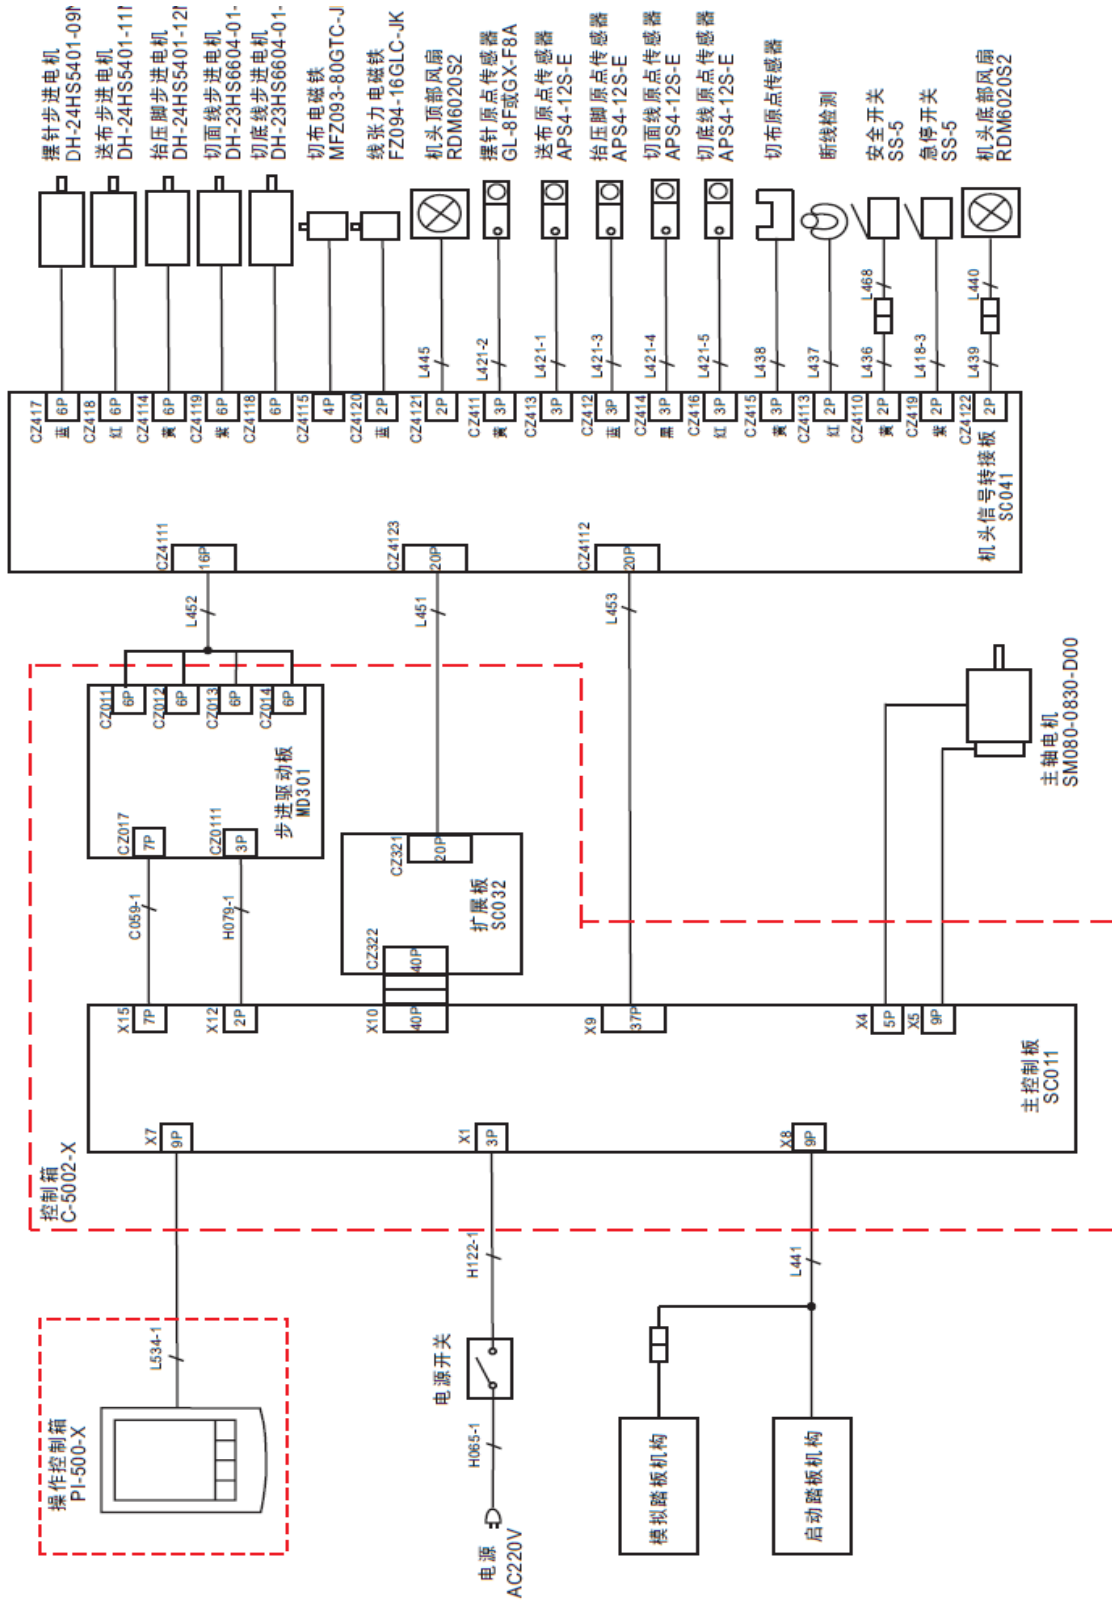 摆针步进电机
DH-24HS5401-09
送布步进电机
DH-24HS5401-11
抬压脚步进电机
DH-24HS5401-12
切面线步进电机
DH-23HS6604-01-
切底线步进电机
DH-23HS6604-01-
切布电磁铁
MFZ093-80GTC-J
线张力电磁铁
FZ094-16GLC-JK
机头顶部风扇
RDM6020S2
摆针原点传感器
GL-8F或GX-F8A
送布原点传感器
APS4-12S-E
抬压脚原点传感器
APS4-12S-E
切面线原点传感器
APS4-12S-E
切底线原点传感器
APS4-12S-E
切布原点传感器
断线检测
安全开关
SS-5
急停开关
SS-5
机头底部风扇
RDM6020S2
L445
L421-2
L421-1
L421-3
L421-4
L421-5
L438
L437
L468
L436
L418-3
L440
L439
CZ417
6P
蓝
CZ418
6P
红
CZ4114
6P
黄
CZ4119
6P
紫
CZ4118
6P
CZ4115
4P
CZ4120
2P
蓝
CZ4121
2P
CZ411
3P
黄
CZ413
3P
CZ412
3P
蓝
CZ414
3P
黑
CZ416
3P
红
CZ415
3P
黄
CZ4113
2P
红
CZ4110
2P
黄
CZ419
2P
紫
CZ4122
2P
机头信号转接板
SC041
CZ4111
16P
CZ4123
20P
CZ4112
20P
L452
L451
L453
CZ011
6P
CZ012
6P
CZ013
6P
CZ014
6P
步进驱动板
MD301
CZ017
7P
CZ0111
3P
主轴电机
SM080-0830-D00
CZ321
20P
扩展板
SC032
CZ322
40P
C059-1
H079-1
X15
7P
X12
2P
X10
40P
X9
37P
X4
5P
X5
9P
主控制板
SC011
X7
9P
X1
3P
X8
9P
控制箱
C-5002-X
L534-1
H122-1
L441
操作控制箱
PI-500-X
电源开关
H065-1
电源
AC220V
模拟踏板机构
启动踏板机构